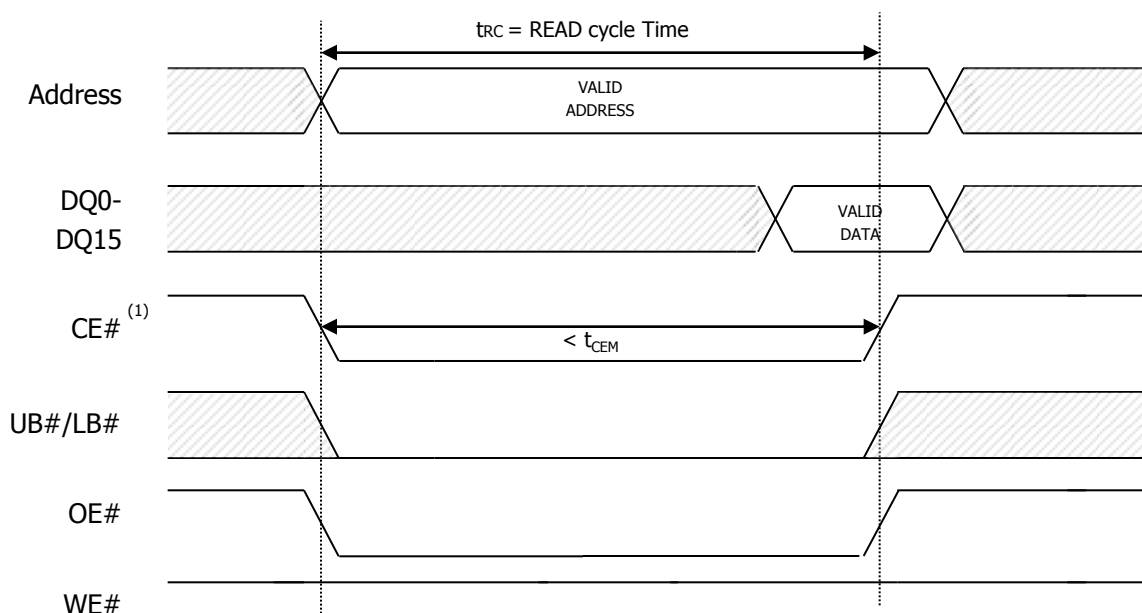 tRC = READ cycle Time
Address
VALID
ADDRESS
DQ0-
DQ15
VALID
DATA
CE# (1)
< tCEM
UB#/LB#
OE#
WE#